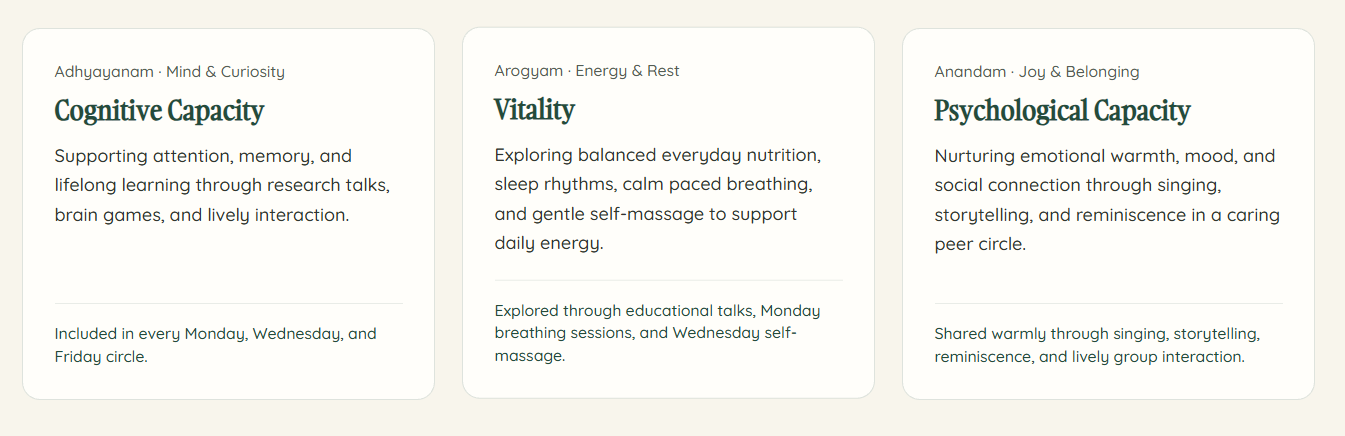 Adhyayanam · Mind & Curiosity
Cognitive Capacity
Supporting attention, memory, and
lifelong learning through research talks,
brain games, and lively interaction.
Included in every Monday, Wednesday, and
Friday circle.
Arogyam · Energy & Rest
Vitality
Exploring balanced everyday nutrition,
sleep rhythms, calm paced breathing,
and gentle self-massage to support
daily energy.
Explored through educational talks, Monday
breathing sessions, and Wednesday self-
massage.
Anandam · Joy & Belonging
Psychological Capacity
Nurturing emotional warmth, mood, and
social connection through singing,
storytelling, and reminiscence in a caring
peer circle.
Shared warmly through singing, storytelling,
reminiscence, and lively group interaction.